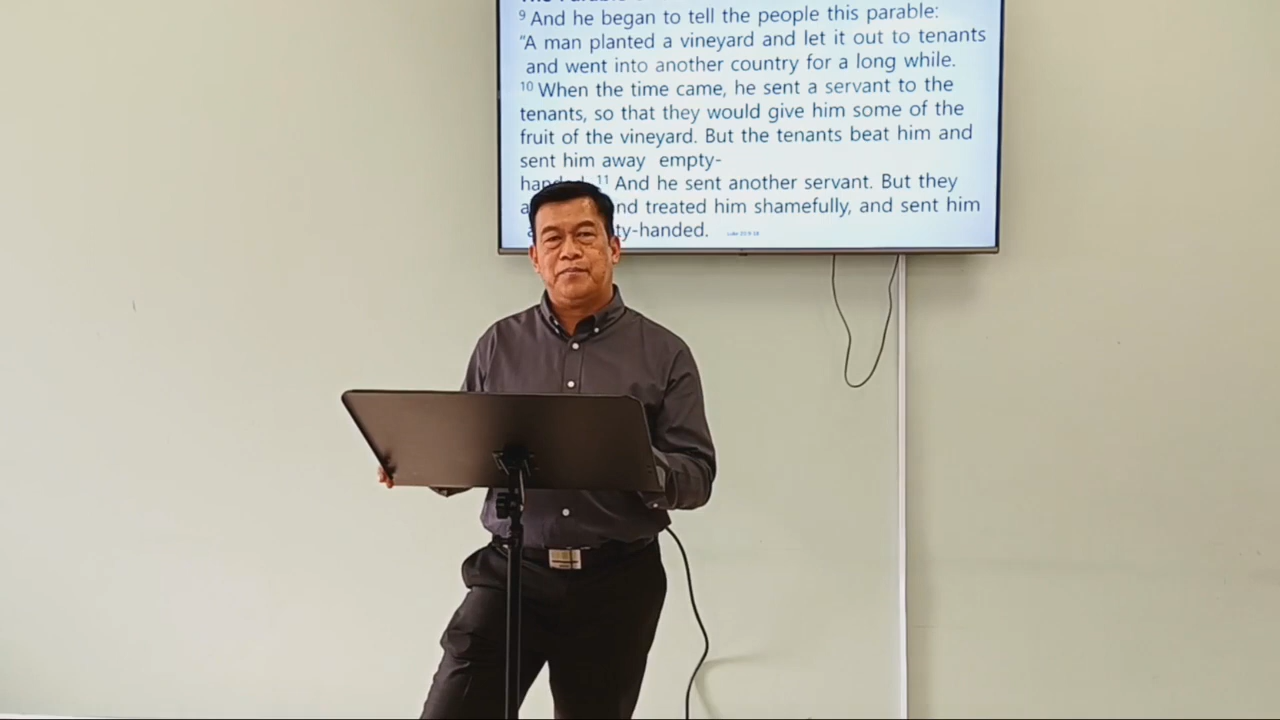 ⁹ And he began to tell the people this parable:
“A man planted a vineyard and let it out to tenants
and went into another country for a long while.
¹⁰ When the time came, he sent a servant to the
tenants, so that they would give him some of the
fruit of the vineyard. But the tenants beat him and
sent him away empty-
¹¹ And he sent another servant. But they
and treated him shamefully, and sent him
ty-handed.